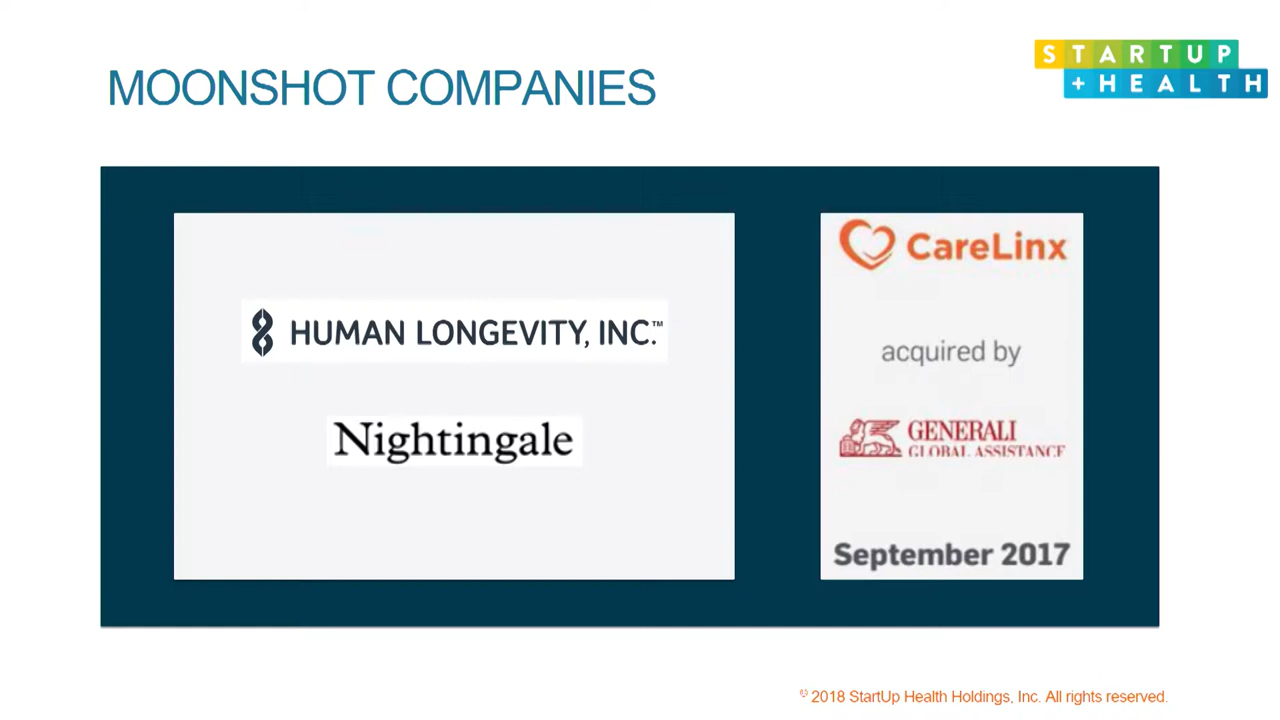 MOONSHOT COMPANIES
STARTUP
+HEALTH
HUMAN LONGEVITY, INC.™
Nightingale
CareLinx
acquired by
GENERALI
GLOBAL ASSISTANCE
September 2017
© 2018 StartUp Health Holdings, Inc. All rights reserved.